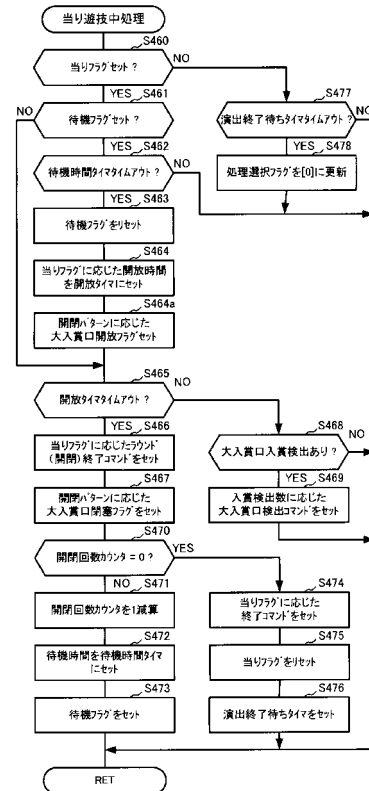 当り遊技中処理
S460
当りフラグセット?
NO
YES
S461
S477
NO
待機フラグセット?
演出終了待ちタイマタイムアウト?
NO
YES
S462
YES
S478
待機時間タイマタイムアウト?
NO
処理選択フラグを[0]に更新
YES
S463
待機フラグをリセット
S464
当りフラグに応じた開放時間
を開放タイマにセット
S464a
開閉パターンに応じた
大入賞口開放フラグセット
S465
開放タイマタイムアウト?
NO
YES
S466
S468
当りフラグに応じたラウンド
(開閉)終了コマンドをセット
大入賞口入賞検出あり?
NO
S467
YES
S469
開閉パターンに応じた
大入賞口閉塞フラグをセット
入賞検出数に応じた
大入賞口検出コマンドをセット
S470
開閉回数カウンタ=0?
YES
NO
S471
S474
開閉回数カウンタを1減算
当りフラグに応じた
終了コマンドをセット
S472
S475
待機時間を待機時間タイマ
にセット
当りフラグをリセット
S473
S476
待機フラグをセット
演出終了待ちタイマをセット
RET